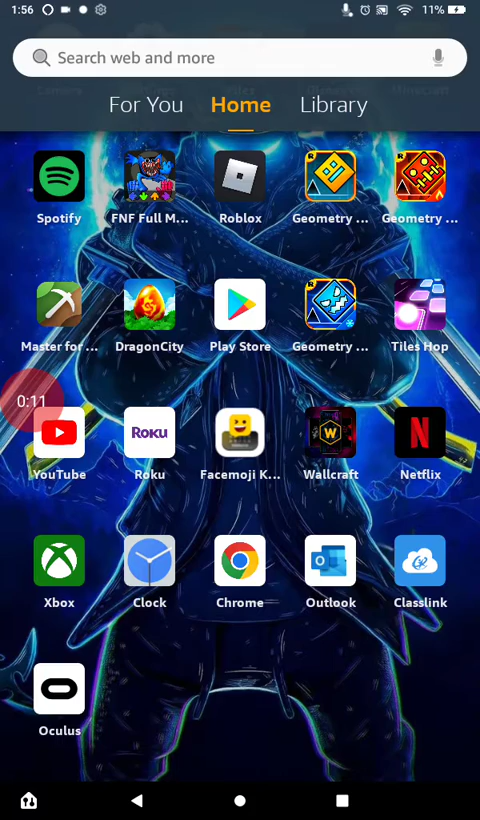 1:56
11%
Search web and more
For You Home Library
Spotify FNF Full M... Roblox Geometry ... Geometry ...
Master for ... DragonCity Play Store Geometry ... Tiles Hop
0:11
ROKU
W
N
YouTube Roku Facemoji K... Wallcraft Netflix
Xbox Clock Chrome Outlook Classlink
Oculus